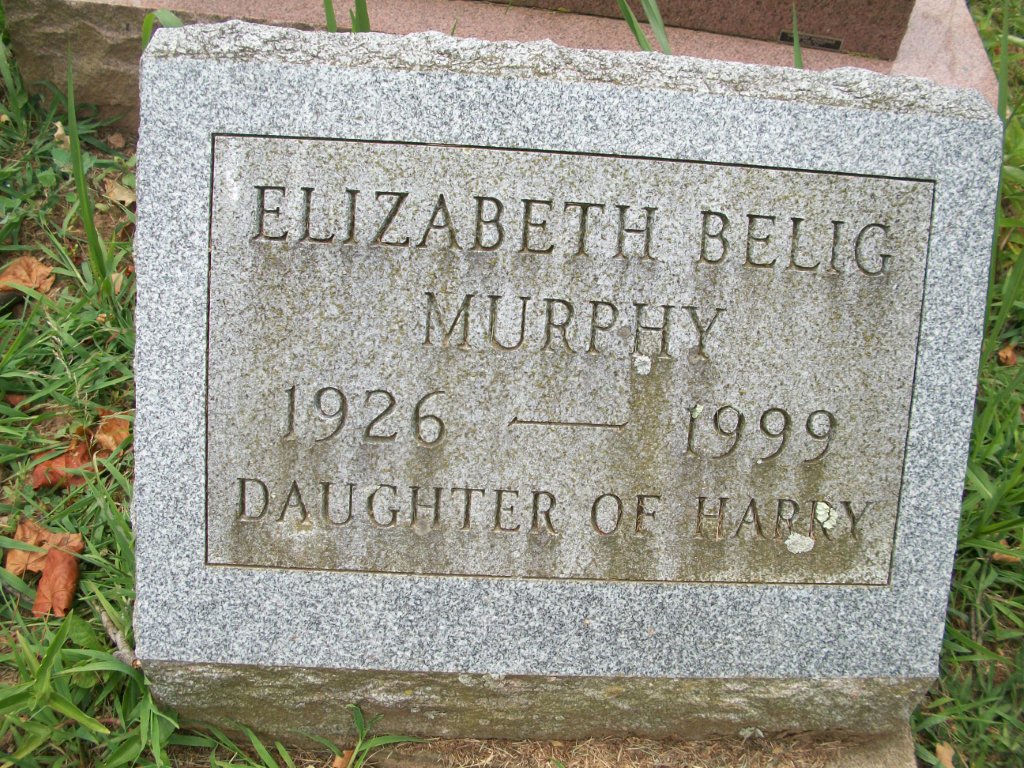 ELIZABETH BELIG
MURPHY
1926 — 1999
DAUGHTER OF HARRY